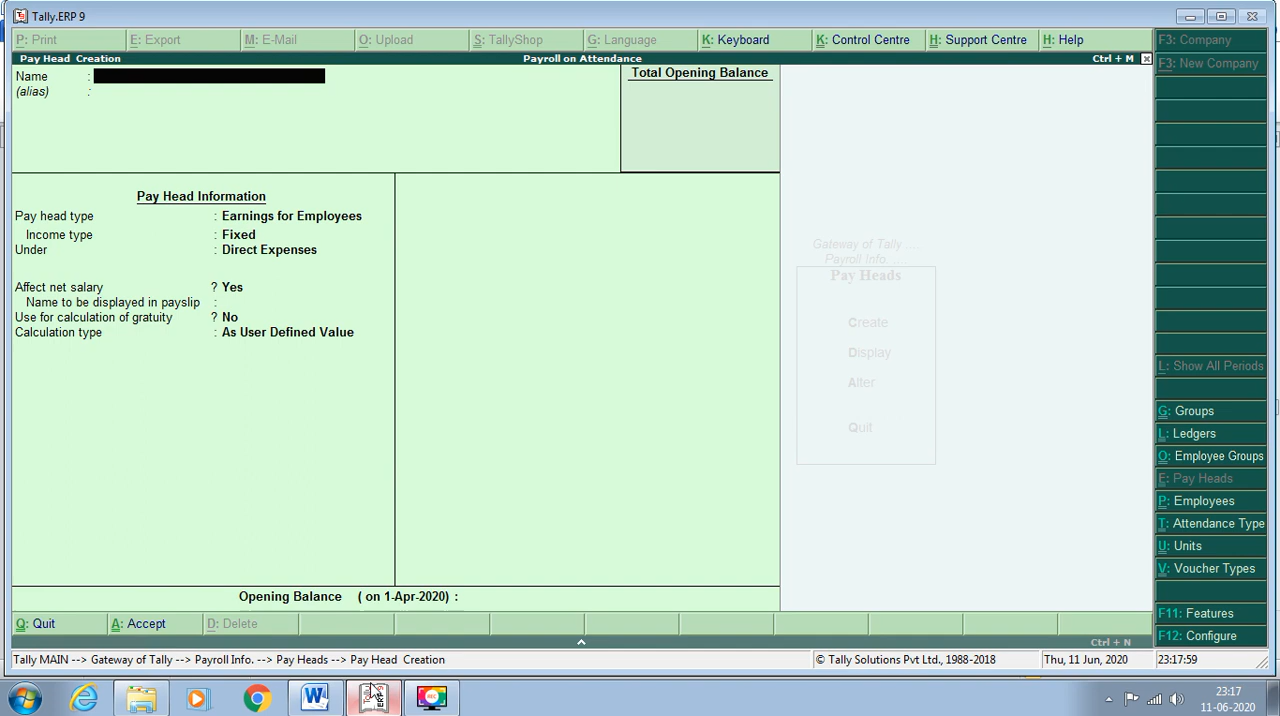 Tally.ERP 9
P: Print E: Export M: E-Mail O: Upload S: TallyShop G: Language K: Keyboard K: Control Centre H: Support Centre H: Help F3: Company
Pay Head Creation Payroll on Attendance Ctrl + M
F3: New Company
Name :
(alias) :
Total Opening Balance
Pay Head Information
Pay head type : Earnings for Employees
Income type : Fixed
Under : Direct Expenses
Affect net salary ? Yes
Name to be displayed in payslip :
Use for calculation of gratuity ? No
Calculation type : As User Defined Value
Gateway of Tally .....
Payroll Info. .....
Pay Heads
Create
Display
Alter
Quit
L: Show All Periods
G: Groups
L: Ledgers
O: Employee Groups
E: Pay Heads
P: Employees
T: Attendance Type
U: Units
V: Voucher Types
F11: Features
F12: Configure
Opening Balance ( on 1-Apr-2020) :
Q: Quit A: Accept D: Delete
Ctrl + N
Tally MAIN --> Gateway of Tally --> Payroll Info. --> Pay Heads --> Pay Head Creation © Tally Solutions Pvt Ltd., 1988-2018 Thu, 11 Jun, 2020 23:17:59
23:17
11-06-2020